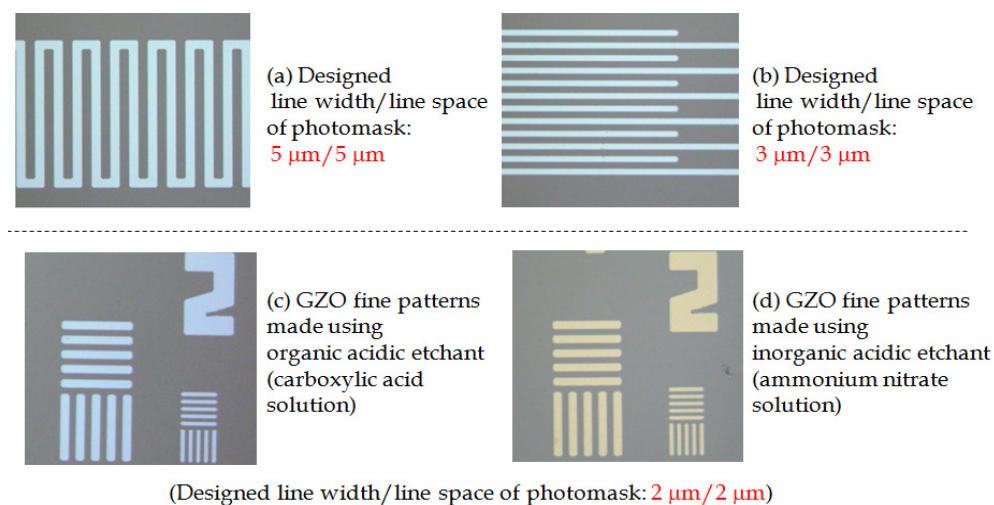 (a) Designed
line width/line space
of photomask:
5 μm/5 μm
(b) Designed
line width/line space
of photomask:
3 μm/3 μm
(c) GZO fine patterns
made using
organic acidic etchant
(carboxylic acid
solution)
(d) GZO fine patterns
made using
inorganic acidic etchant
(ammonium nitrate
solution)
(Designed line width/line space of photomask: 2 μm/2 μm)